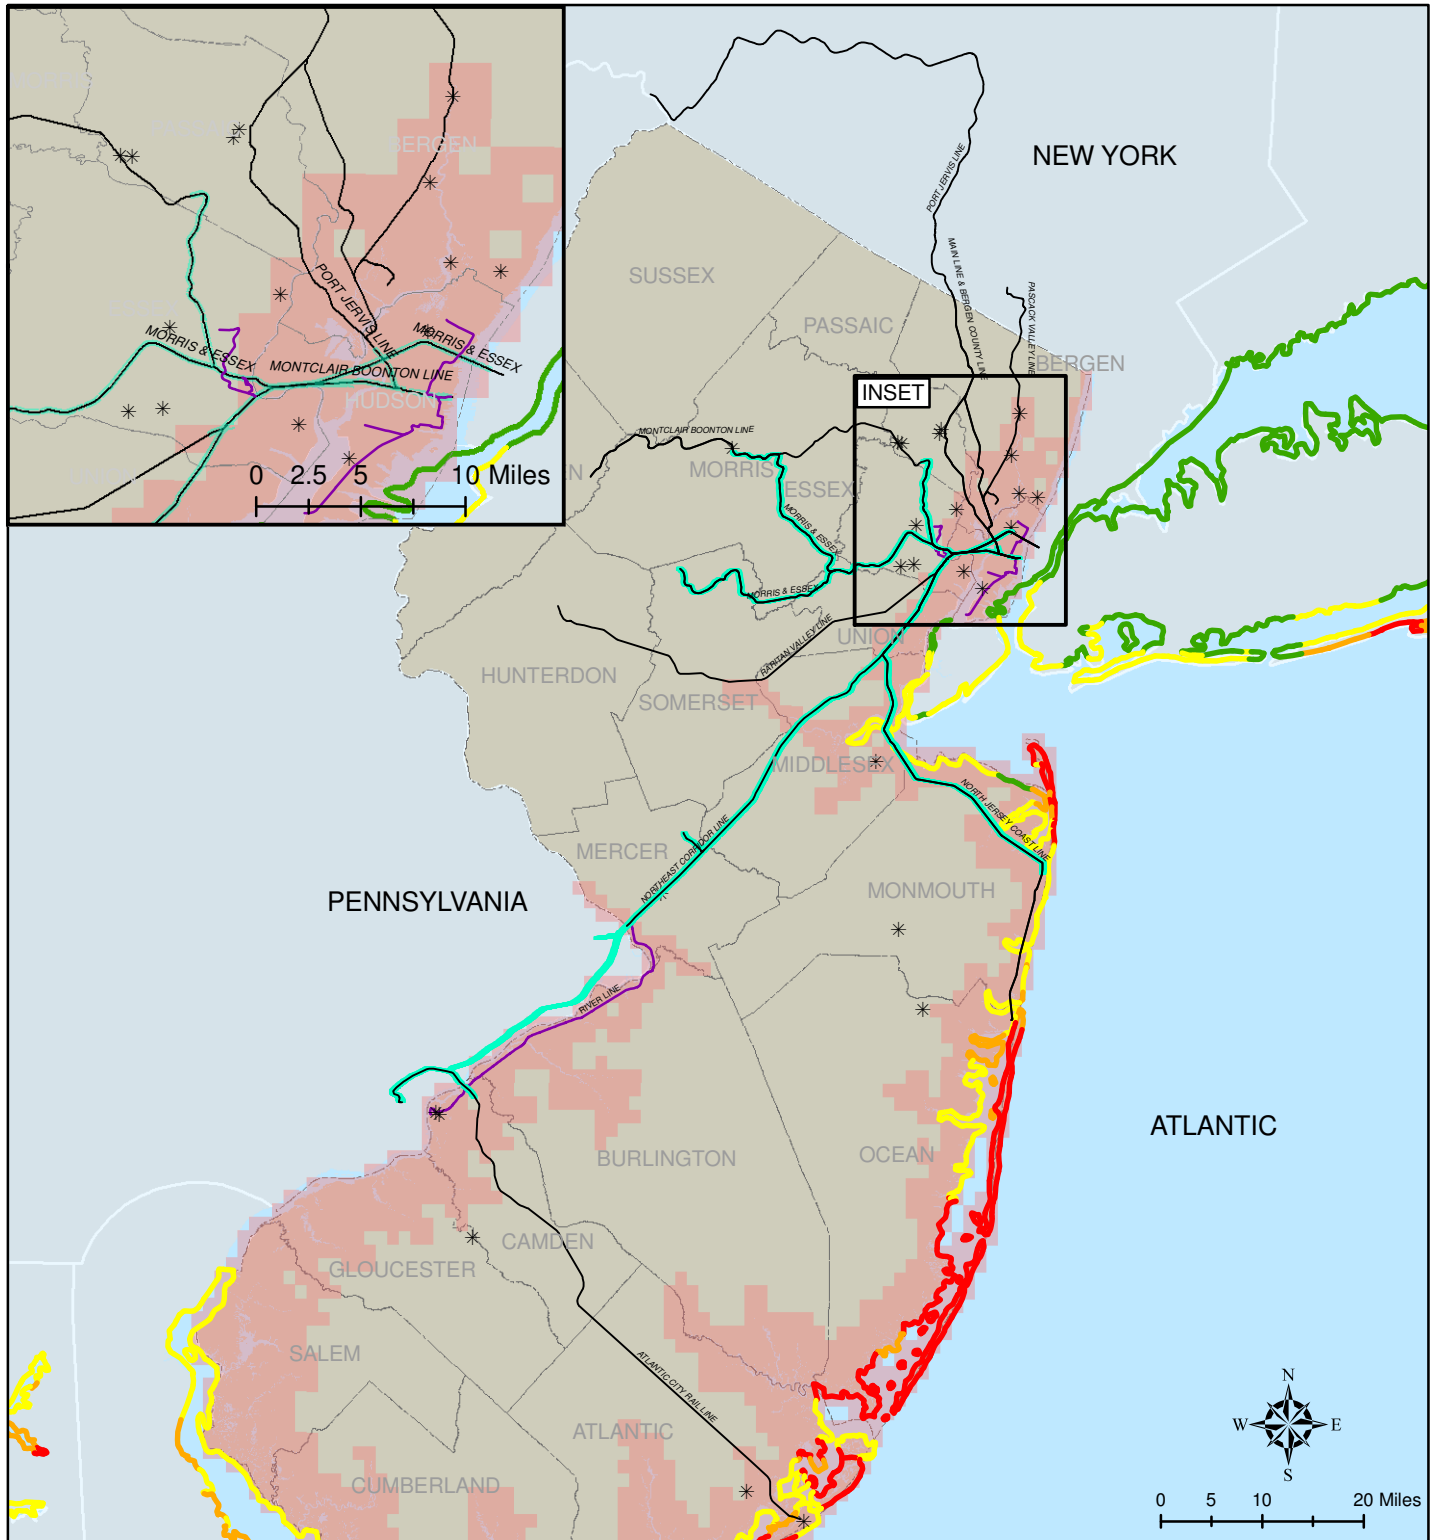 BERGEN
PORT JERVIS LINE
MORRIS & ESSEX
MORRIS & ESSEX
MONTCLAIR BOONTON LINE
HUDSON
0 2.5 5 10 Miles
NEW YORK
PORT JERVIS LINE
MAIN LINE & BERGEN COUNTY LINE
PASCACK VALLEY LINE
SUSSEX
PASSAIC
BERGEN
INSET
MONTCLAIR BOONTON LINE
MORRIS
ESSEX
MORRIS & ESSEX
MORRIS & ESSEX
RARITAN VALLEY LINE
UNION
HUNTERDON
SOMERSET
MIDDLESEX
NORTH JERSEY COAST LINE
MERCER
NORTHEAST CORRIDOR LINE
MONMOUTH
PENNSYLVANIA
RIVER LINE
ATLANTIC
BURLINGTON
OCEAN
CAMDEN
GLOUCESTER
SALEM
ATLANTIC CITY RAIL LINE
ATLANTIC
CUMBERLAND
N
W E
S
0 5 10 20 Miles